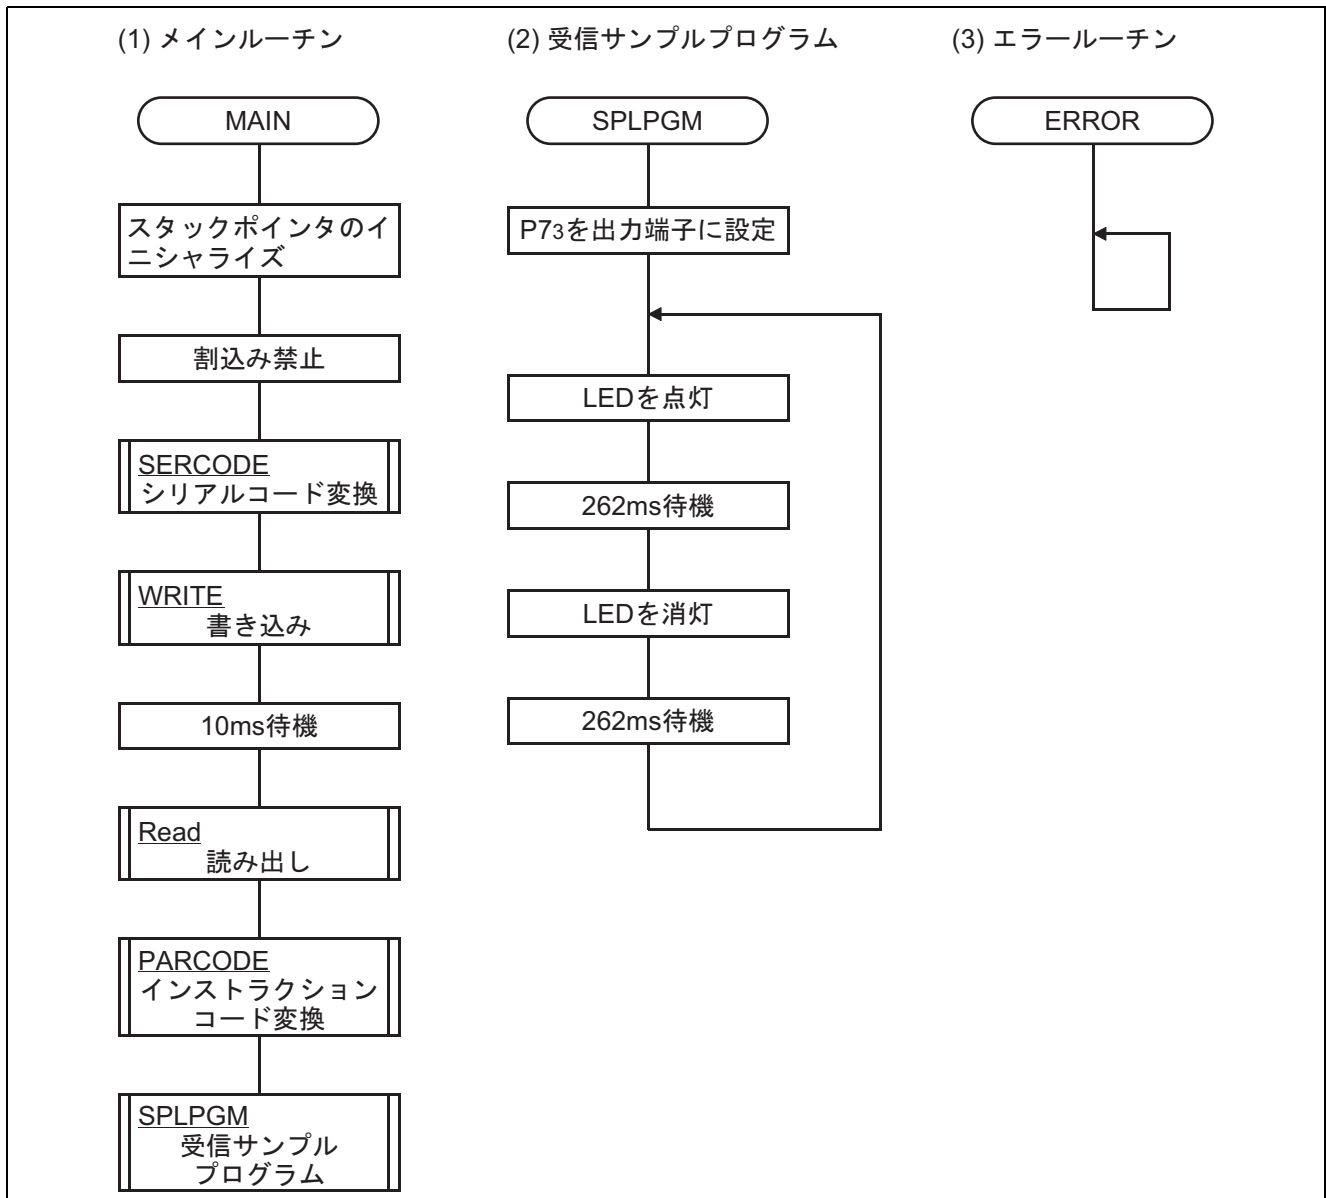 (1) メインルーチン
MAIN
スタックポインタのイ
ニシャライズ
割込み禁止
SERCODE
シリアルコード変換
WRITE
書き込み
10ms待機
Read
読み出し
PARCODE
インストラクション
コード変換
SPLPGM
受信サンプル
プログラム
(2) 受信サンプルプログラム
SPLPGM
P73を出力端子に設定
LEDを点灯
262ms待機
LEDを消灯
262ms待機
(3) エラールーチン
ERROR